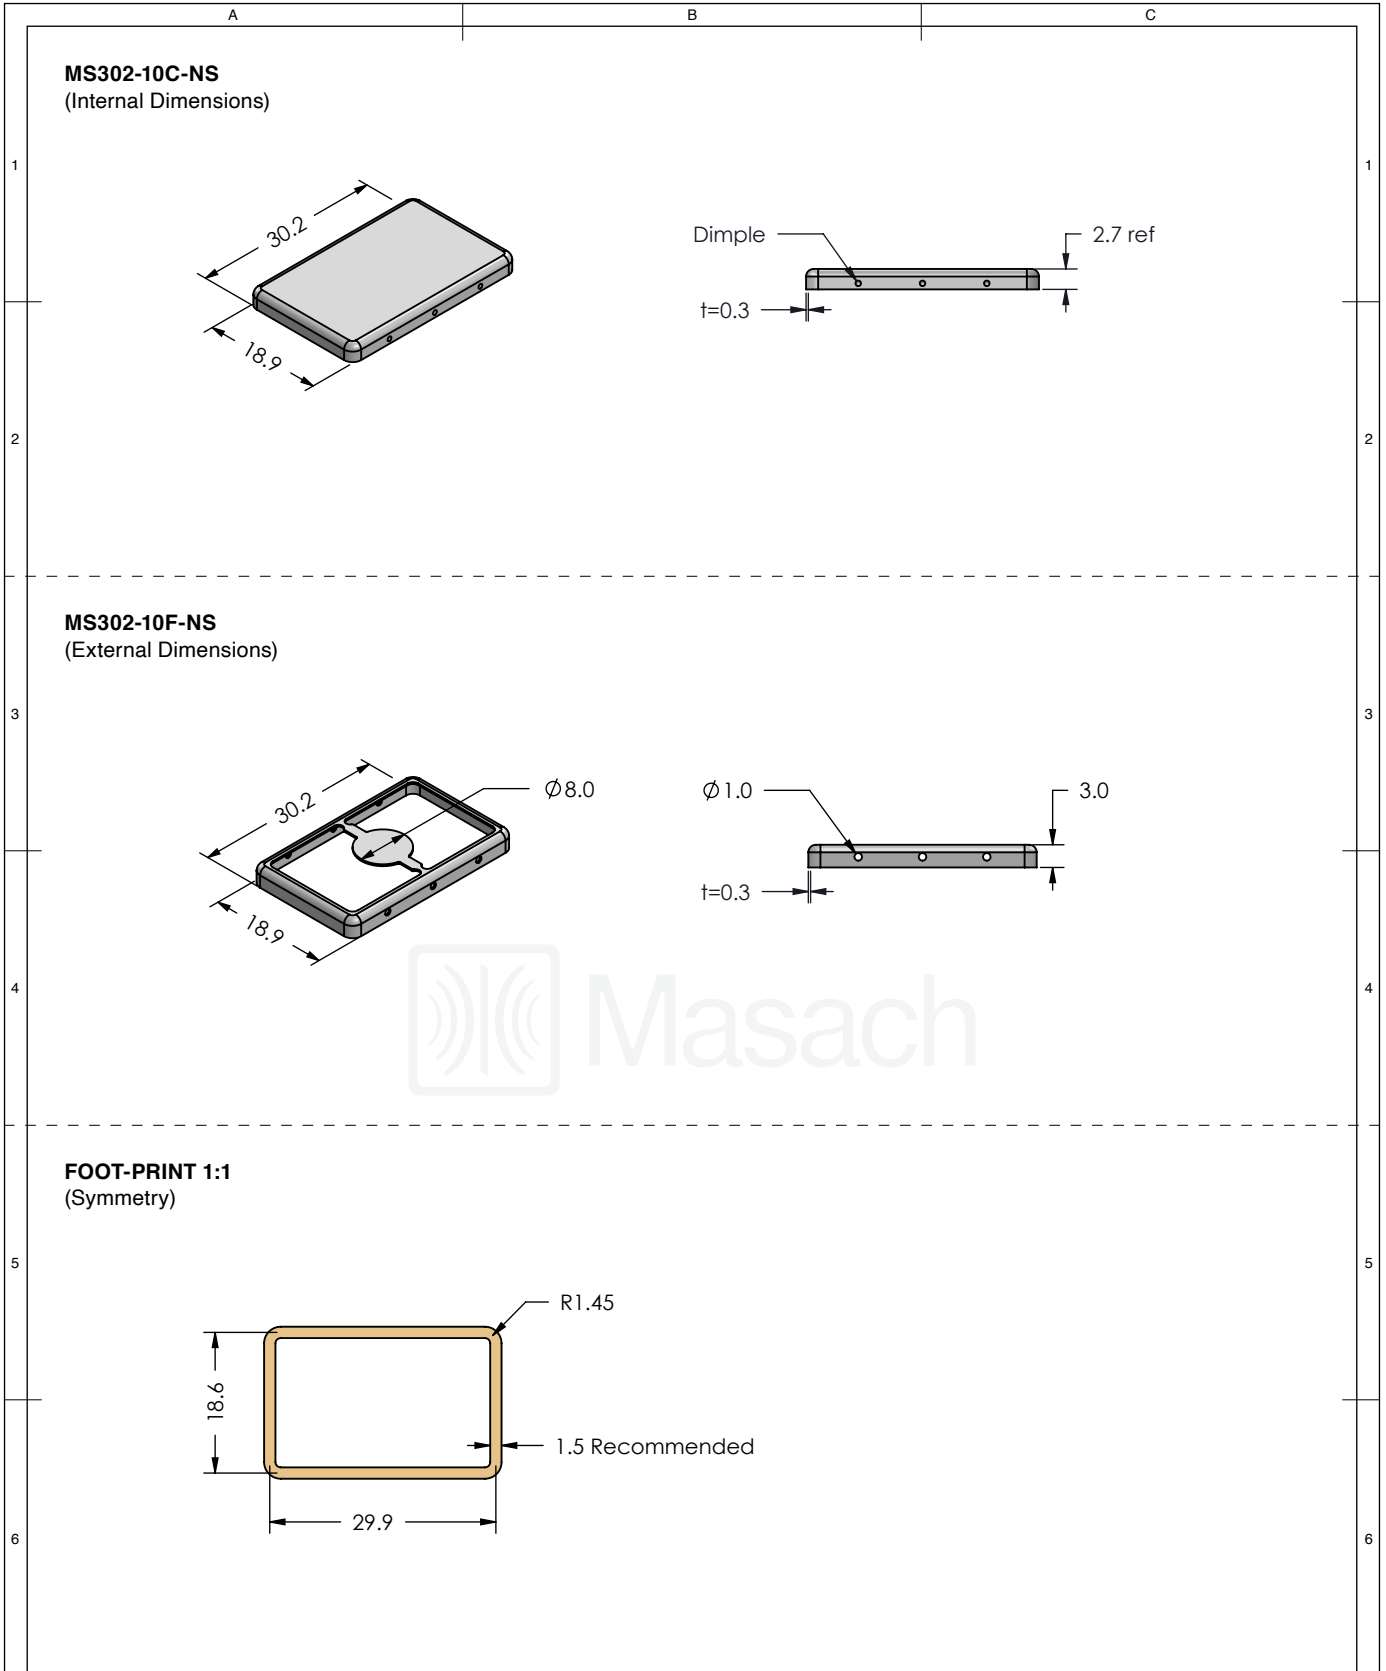 A B C
MS302-10C-NS
(Internal Dimensions)
1 1
30.2
18.9
Dimple
2.7 ref
t=0.3
2 2
MS302-10F-NS
(External Dimensions)
3 3
30.2
Ø8.0
18.9
Ø1.0
3.0
t=0.3
Masach
4 4
FOOT-PRINT 1:1
(Symmetry)
5 5
R1.45
18.6
1.5 Recommended
29.9
6 6